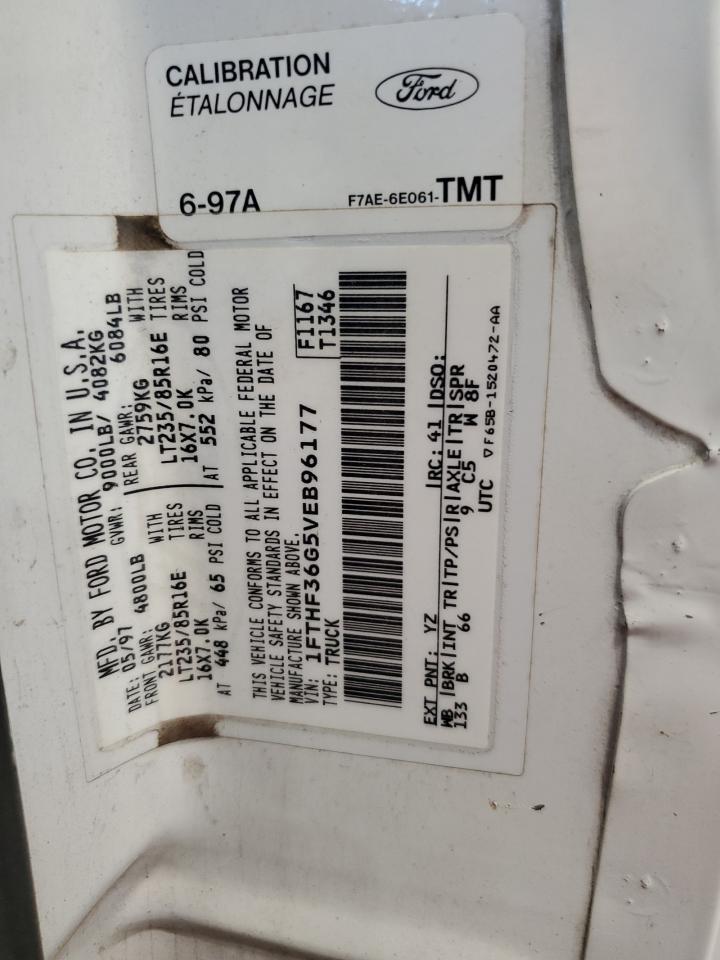 CALIBRATION
ÉTALONNAGE
Ford
6-97A F7AE-6E061-TMT
MFD. BY FORD MOTOR CO. IN U.S.A.
DATE: 05/97 GVWR: 9000LB/ 4082KG
FRONT GAWR: 4800LB REAR GAWR: 6084LB
2177KG WITH 2759KG WITH
LT235/85R16E TIRES LT235/85R16E TIRES
16X7.0K RIMS 16X7.0K RIMS
AT 448 kPa/ 65 PSI COLD AT 552 kPa/ 80 PSI COLD
THIS VEHICLE CONFORMS TO ALL APPLICABLE FEDERAL MOTOR
VEHICLE SAFETY STANDARDS IN EFFECT ON THE DATE OF
MANUFACTURE SHOWN ABOVE.
VIN: 1FTHF36G5VEB96177 F1167
TYPE: TRUCK T1346
EXT PNT: YZ RC: 41 DSO:
WB BRK INT TR TP/PS R AXLE TR SPR
133 B 66 9 C5 W 8F
UTC ▽F65B-1520472-AA